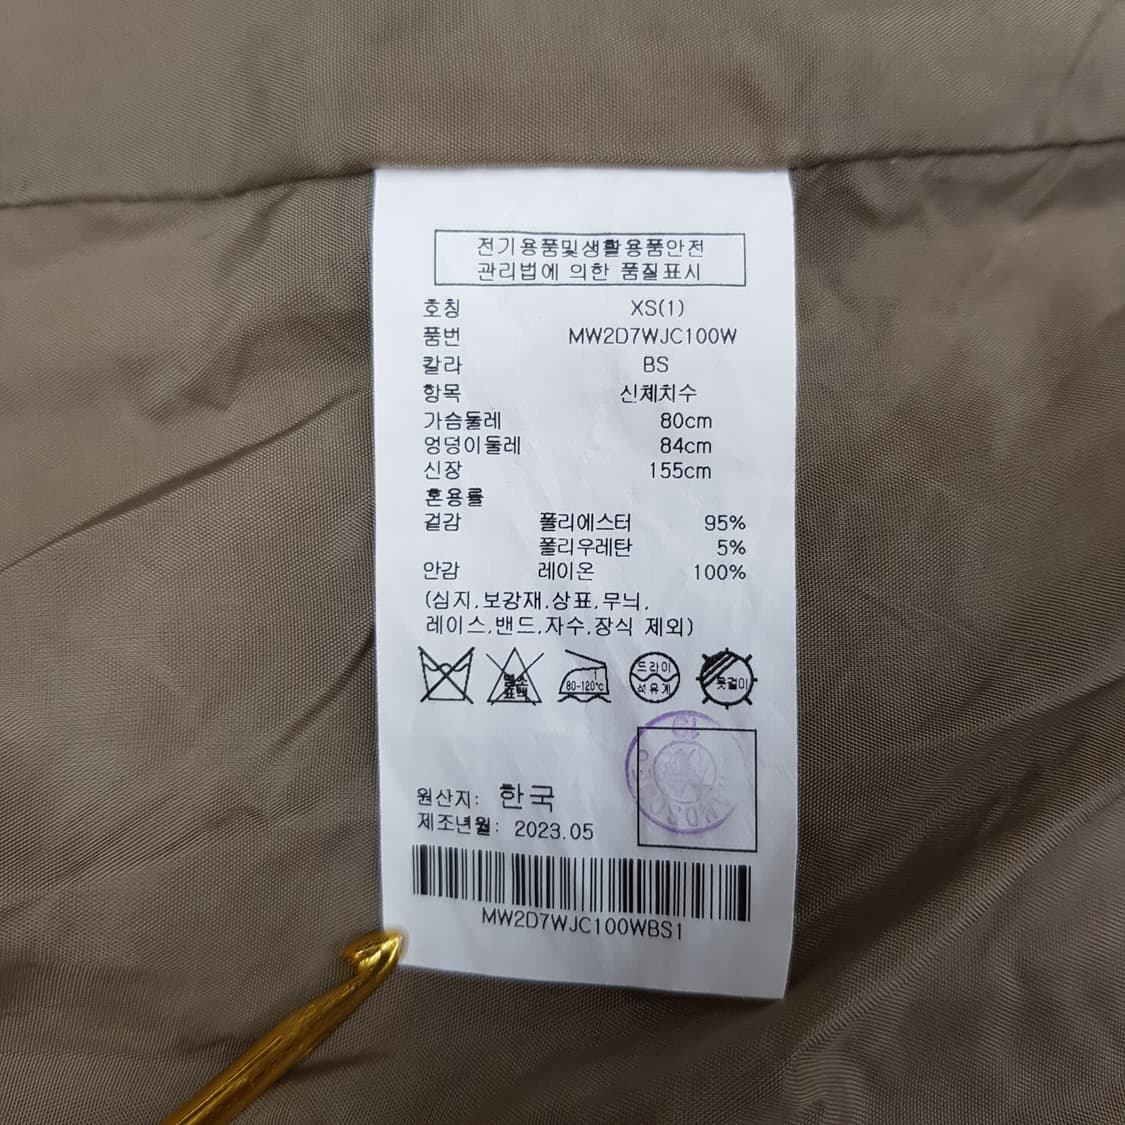 전기용품및생활용품안전
관리법에 의한 품질표시
호칭 XS(1)
품번 MW2D7WJC100W
칼라 BS
항목 신체치수
가슴둘레 80cm
엉덩이둘레 84cm
신장 155cm
혼용률
겉감 폴리에스터 95%
폴리우레탄 5%
안감 레이온 100%
(심지,보강재,상표,무늬,
레이스,밴드,자수,장식 제외)
염소
표백
80-120℃
드라이
석유계
옷걸이
원산지: 한국
제조년월: 2023.05
MW2D7WJC100WBS1